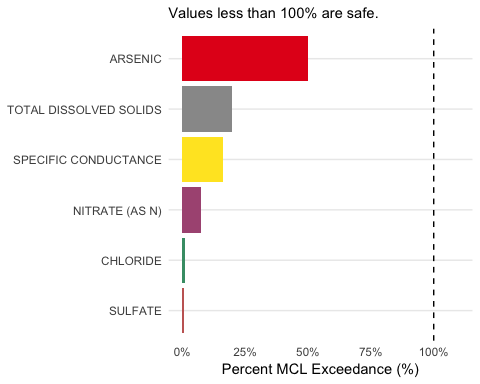 Values less than 100% are safe.
ARSENIC
TOTAL DISSOLVED SOLIDS
SPECIFIC CONDUCTANCE
NITRATE (AS N)
CHLORIDE
SULFATE
0% 25% 50% 75% 100%
Percent MCL Exceedance (%)